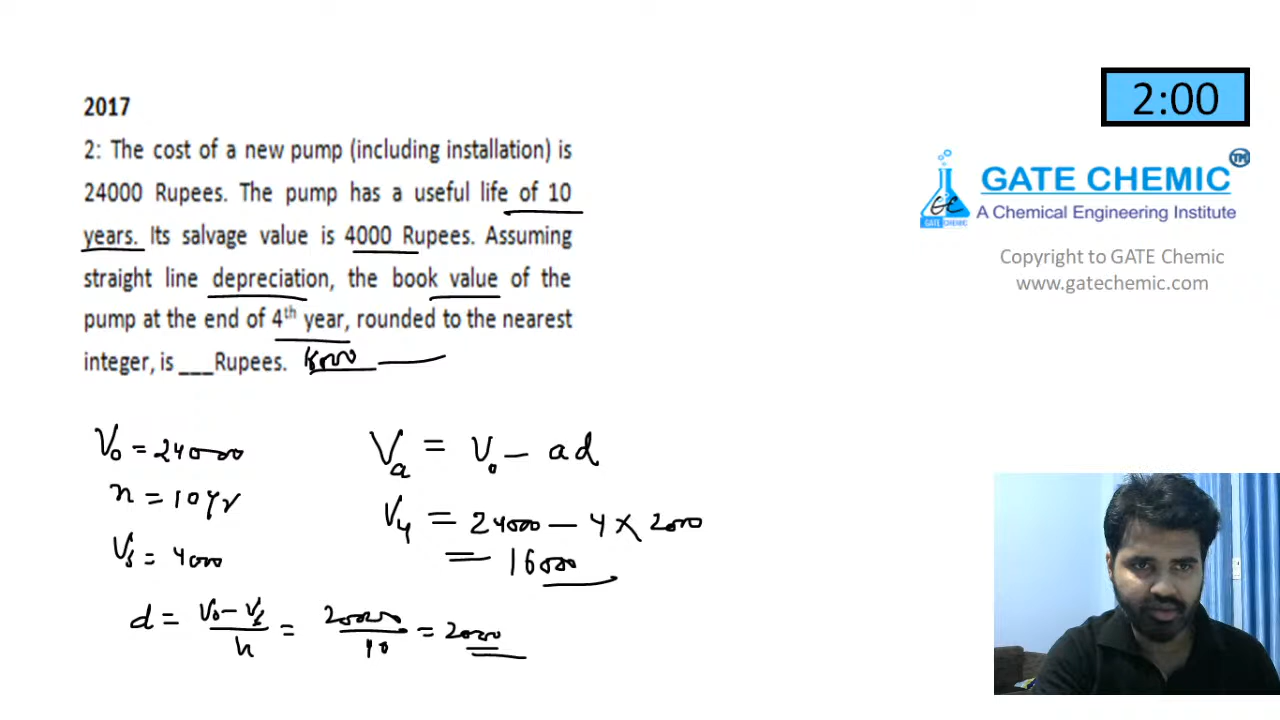 2017
2:00
2: The cost of a new pump (including installation) is
24000 Rupees. The pump has a useful life of 10
years. Its salvage value is 4000 Rupees. Assuming
straight line depreciation, the book value of the
pump at the end of 4th year, rounded to the nearest
integer, is ___Rupees.
TM
GATE CHEMIC
A Chemical Engineering Institute
GC
GATE CHEMIC
Copyright to GATE Chemic
www.gatechemic.com
V0 = 24000
n = 10 yr
Vs = 4000
d = V0 - Vs / n = 20000 / 10 = 2000
Va = V0 - ad
V4 = 24000 - 4 × 2000
= 16000